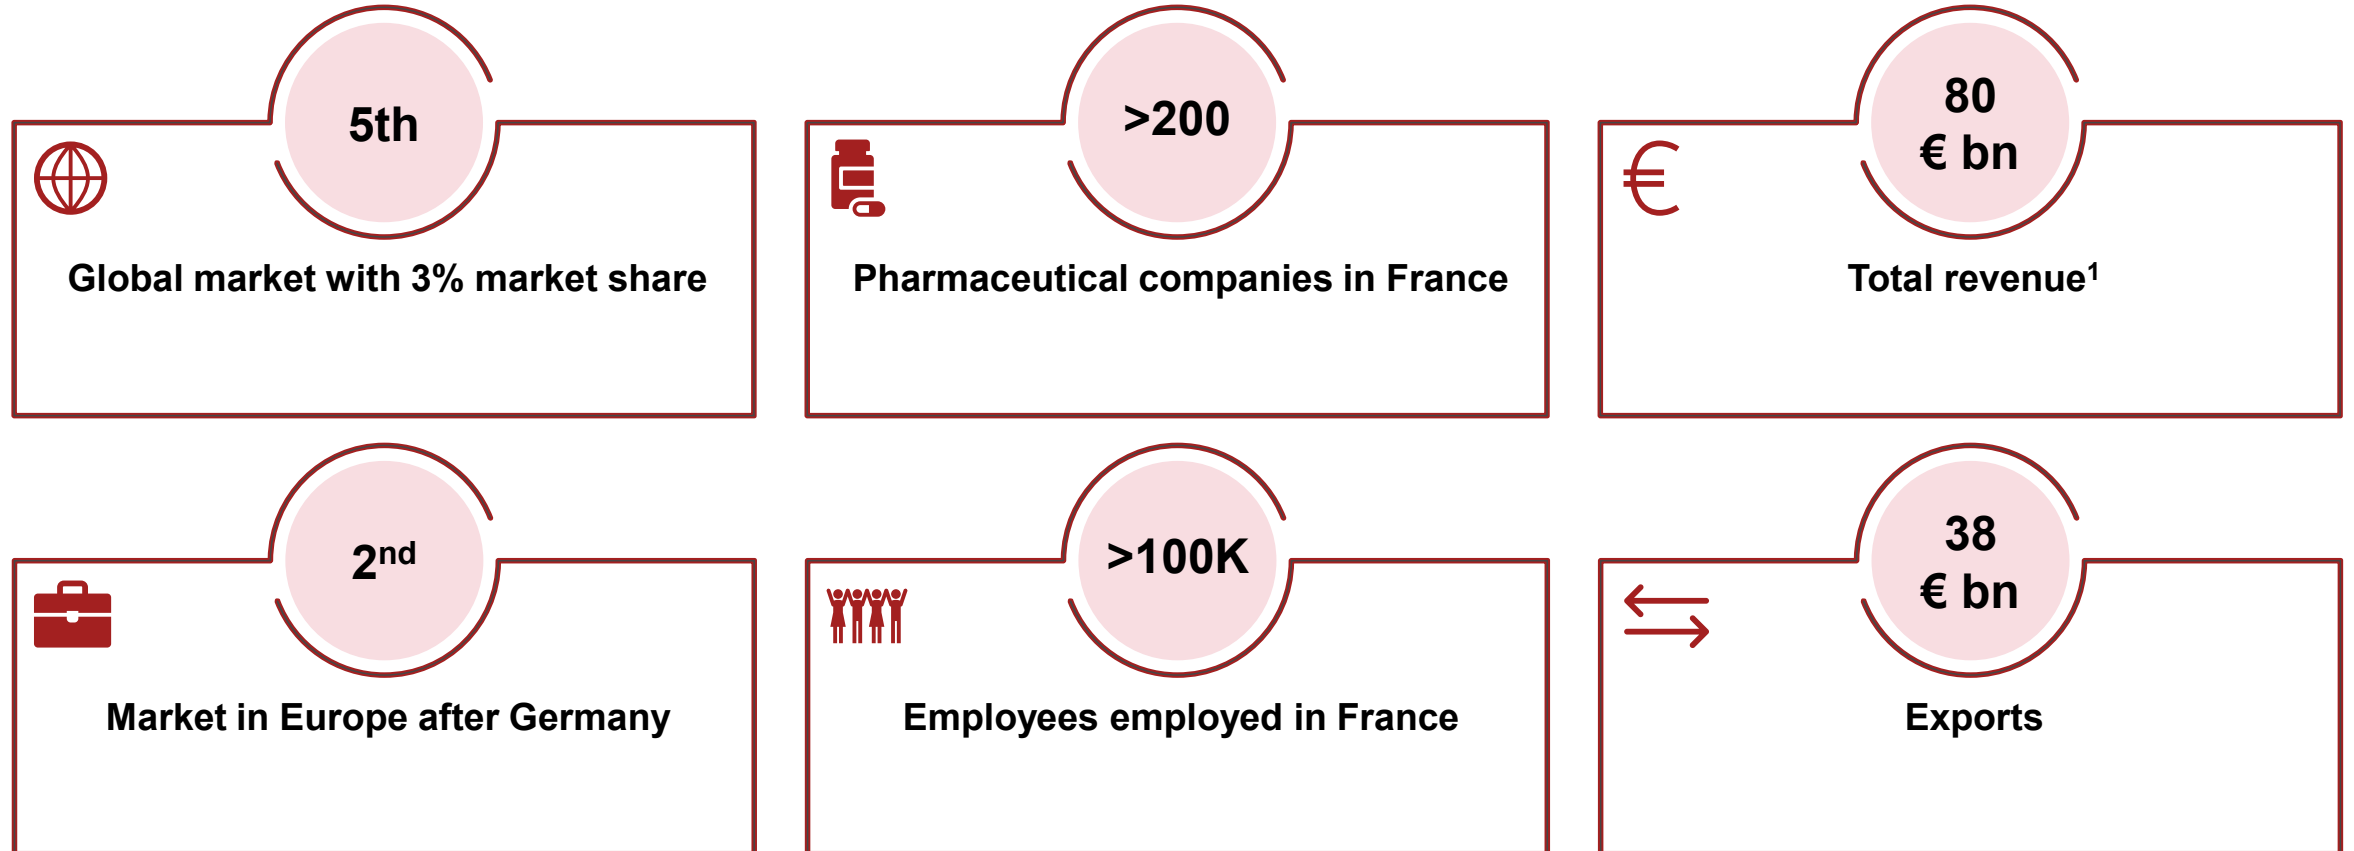 5th
Global market with 3% market share
>200
Pharmaceutical companies in France
80
€ bn
Total revenue¹
2nd
Market in Europe after Germany
>100K
Employees employed in France
38
€ bn
Exports